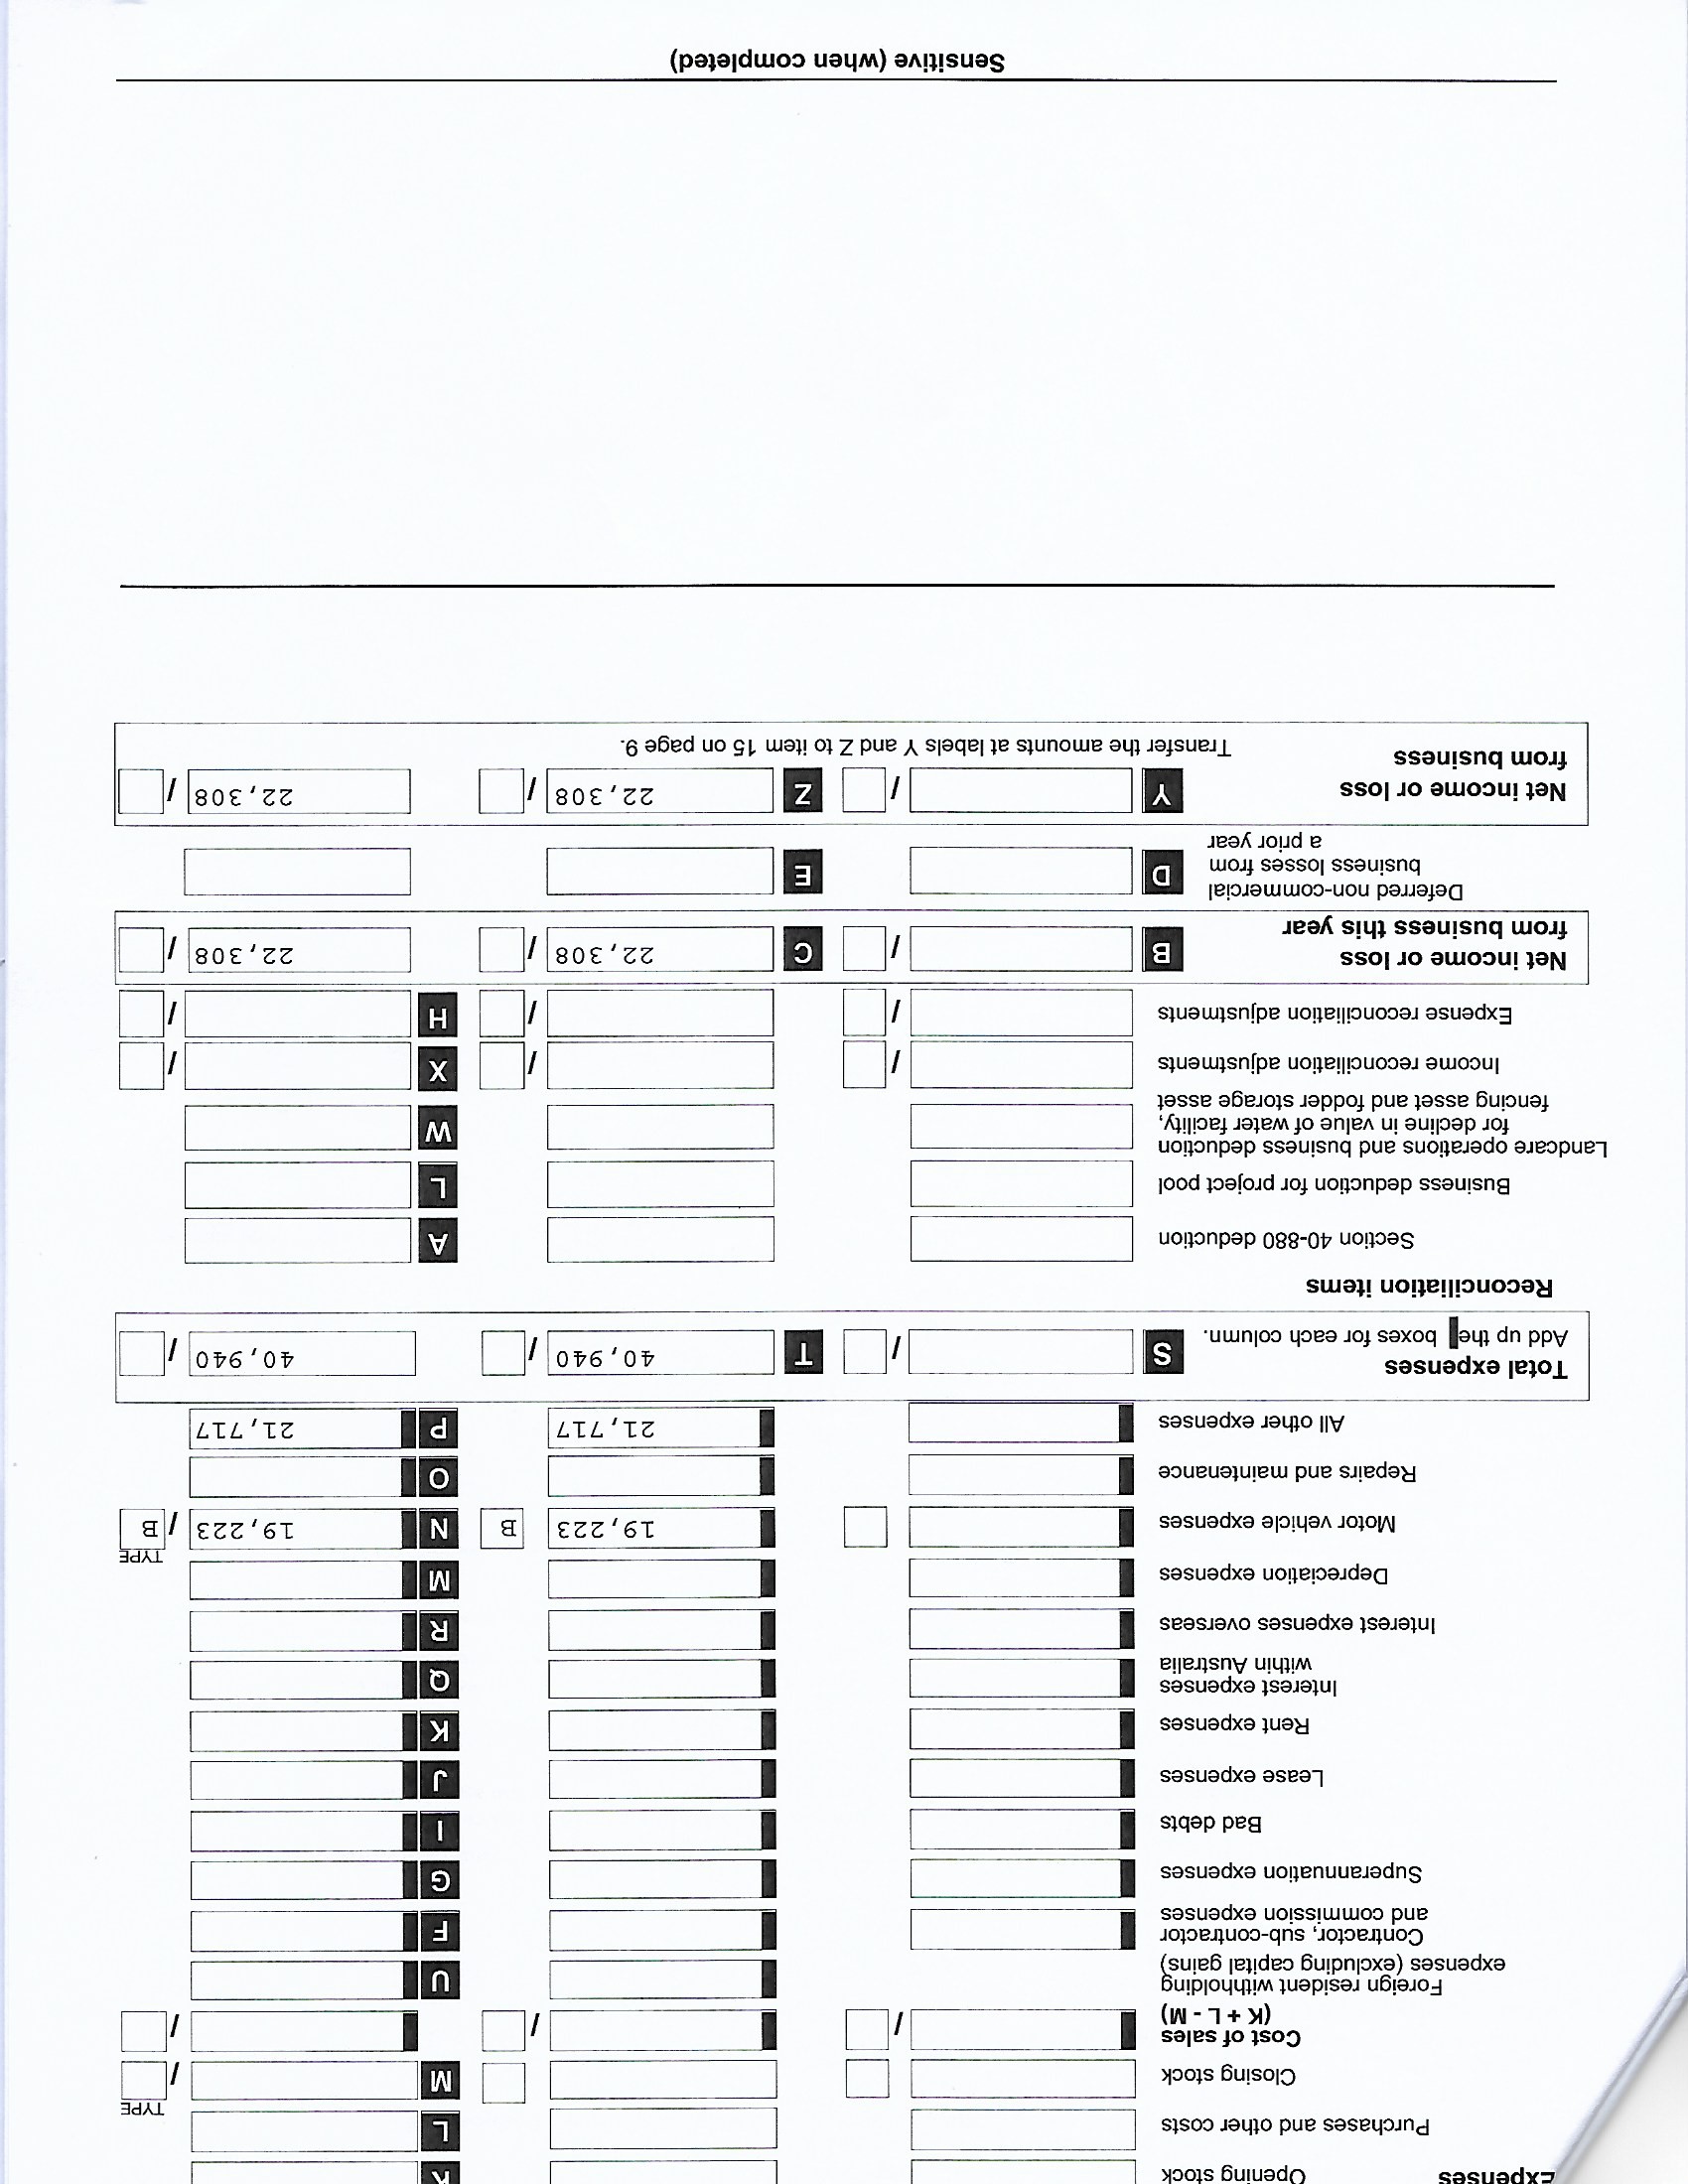 Expenses Opening stock K
Purchases and other costs L
TYPE
Closing stock M /
Cost of sales
(K + L - M) / / /
Foreign resident withholding
expenses (excluding capital gains) U
Contractor, sub-contractor
and commission expenses F
Superannuation expenses G
Bad debts I
Lease expenses J
Rent expenses K
Interest expenses
within Australia Q
Interest expenses overseas R
Depreciation expenses M
TYPE
Motor vehicle expenses 19,223 B N 19,223 / B
Repairs and maintenance O
All other expenses 21,717 P 21,717
Total expenses
Add up the boxes for each column. S / T 40,940 / 40,940 /
Reconciliation items
Section 40-880 deduction A
Business deduction for project pool L
Landcare operations and business deduction
for decline in value of water facility,
fencing asset and fodder storage asset W
Income reconciliation adjustments / / X /
Expense reconciliation adjustments / / H /
Net income or loss
from business this year B / C 22,308 / 22,308 /
Deferred non-commercial
business losses from
a prior year D E
Net income or loss
from business Y / Z 22,308 / 22,308 /
Transfer the amounts at labels Y and Z to item 15 on page 9.
Sensitive (when completed)